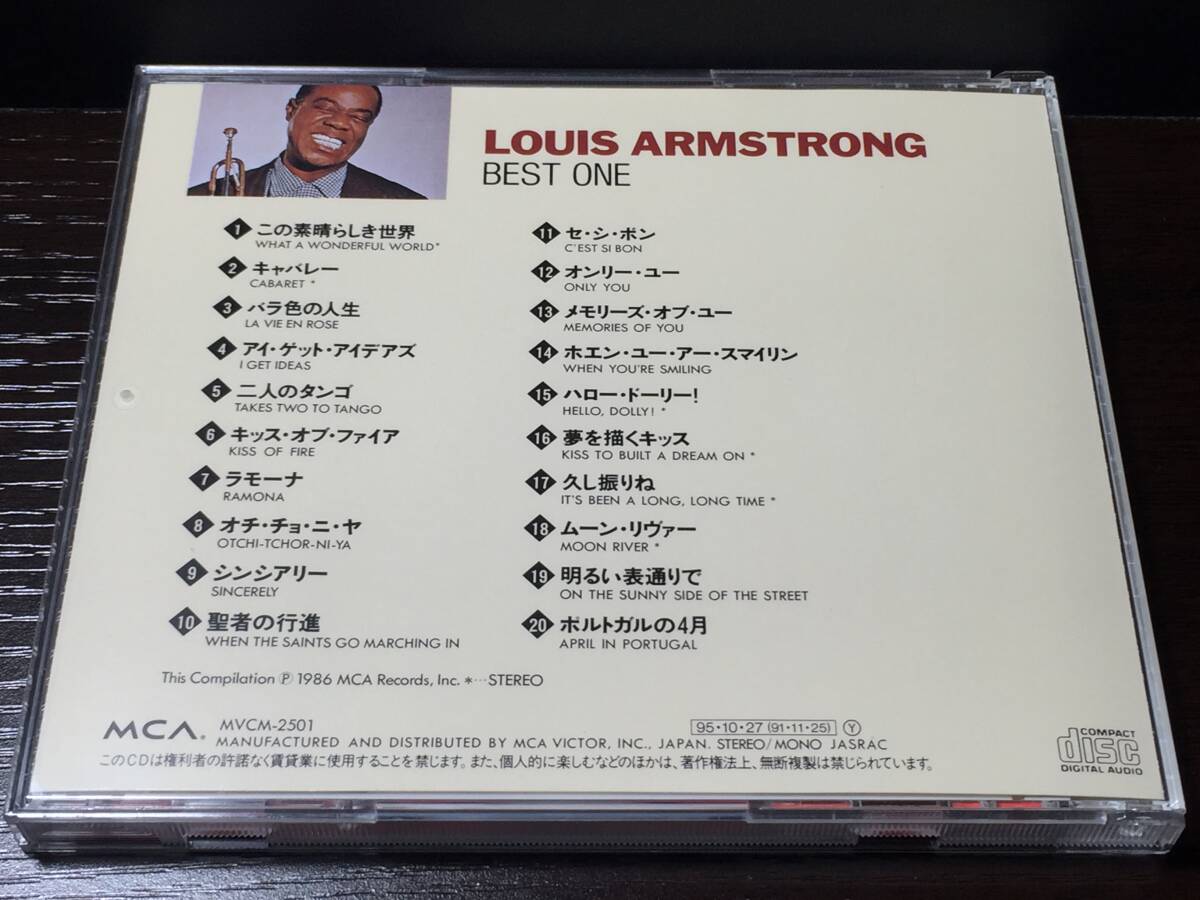 LOUIS ARMSTRONG
BEST ONE
1 この素晴らしき世界
WHAT A WONDERFUL WORLD*
2 キャバレー
CABARET *
3 バラ色の人生
LA VIE EN ROSE
4 アイ・ゲット・アイデアズ
I GET IDEAS
5 二人のタンゴ
TAKES TWO TO TANGO
6 キッス・オブ・ファイア
KISS OF FIRE
7 ラモーナ
RAMONA
8 オチ・チョ・ニ・ヤ
OTCHI-TCHOR-NI-YA
9 シンシアリー
SINCERELY
10 聖者の行進
WHEN THE SAINTS GO MARCHING IN
11 セ・シ・ボン
C'EST SI BON
12 オンリー・ユー
ONLY YOU
13 メモリーズ・オブ・ユー
MEMORIES OF YOU
14 ホエン・ユー・アー・スマイリン
WHEN YOU'RE SMILING
15 ハロー・ドーリー!
HELLO, DOLLY! *
16 夢を描くキッス
KISS TO BUILT A DREAM ON *
17 久し振りね
IT'S BEEN A LONG, LONG TIME *
18 ムーン・リヴァー
MOON RIVER *
19 明るい表通りで
ON THE SUNNY SIDE OF THE STREET
20 ポルトガルの4月
APRIL IN PORTUGAL
This Compilation Ⓟ 1986 MCA Records, Inc. *…STEREO
MCA. MVCM-2501 95・10・27 (91・11・25) Ⓨ
MANUFACTURED AND DISTRIBUTED BY MCA VICTOR, INC., JAPAN. STEREO/MONO JASRAC
このCDは権利者の許諾なく賃貸業に使用することを禁じます。また、個人的に楽しむなどのほかは、著作権法上、無断複製は禁じられています。
COMPACT
disc
DIGITAL AUDIO